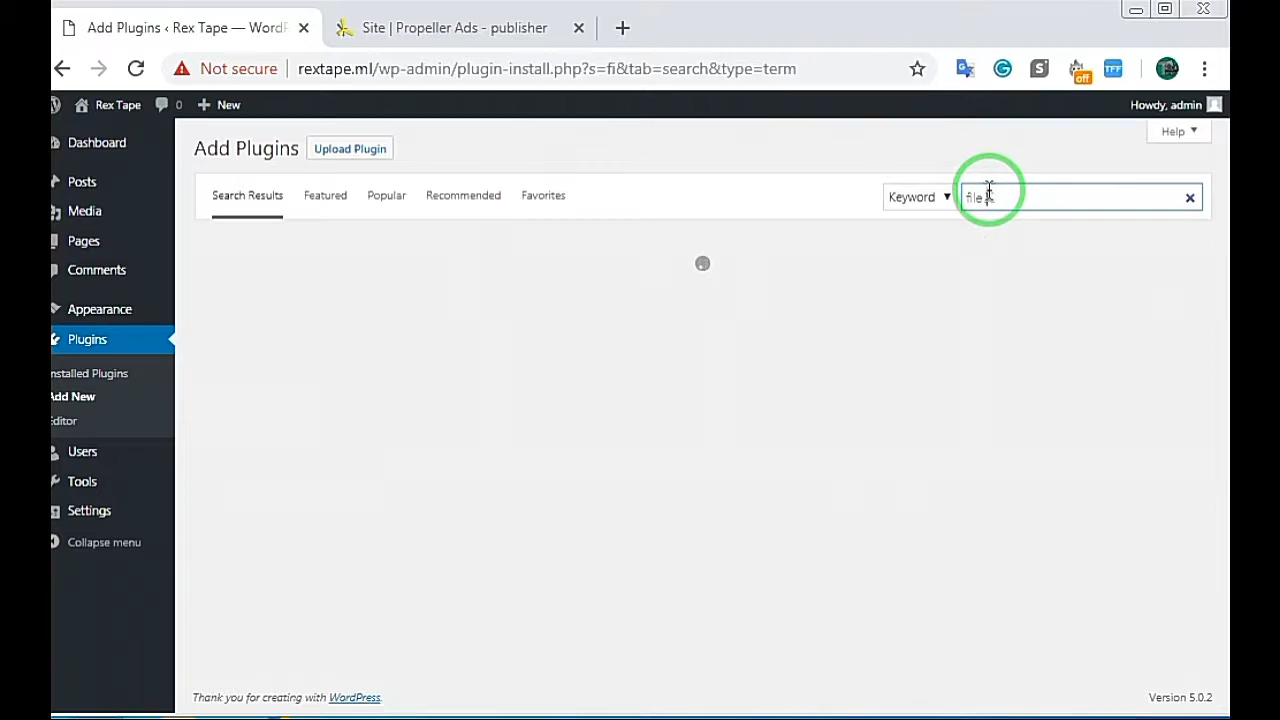 Add Plugins ‹ Rex Tape — WordP
Site | Propeller Ads - publisher
Not secure
rextape.ml/wp-admin/plugin-install.php?s=fi&tab=search&type=term
off
TFF
Rex Tape
0
New
Howdy, admin
Help
Dashboard
Posts
Media
Pages
Comments
Appearance
Plugins
nstalled Plugins
Add New
Editor
Users
Tools
Settings
Collapse menu
Add Plugins
Upload Plugin
Search Results
Featured
Popular
Recommended
Favorites
Keyword
file
Thank you for creating with WordPress.
Version 5.0.2